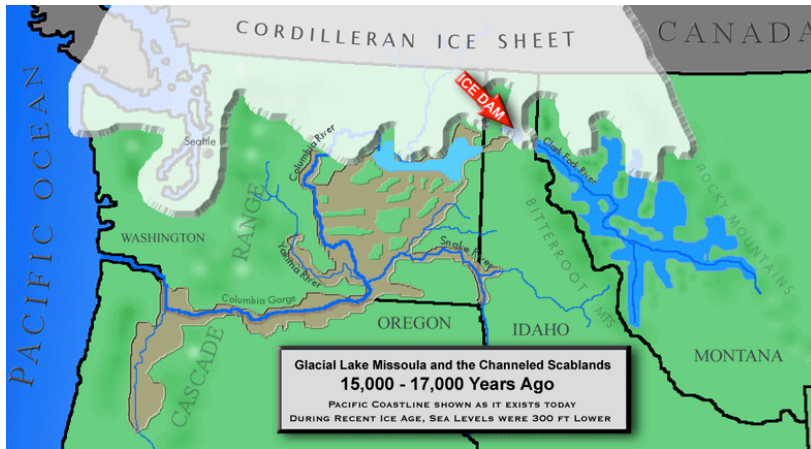 CORDILLERAN ICE SHEET
CANADA
ICE DAM
PACIFIC OCEAN
Seattle
Columbia River
Clark Fork River
ROCKY MOUNTAINS
WASHINGTON
RANGE
BITTERROOT MTS
Yakima River
Snake River
Columbia Gorge
OREGON
IDAHO
MONTANA
CASCADE
Glacial Lake Missoula and the Channeled Scablands
15,000 - 17,000 Years Ago
Pacific Coastline shown as it exists today
During Recent Ice Age, Sea Levels were 300 ft Lower